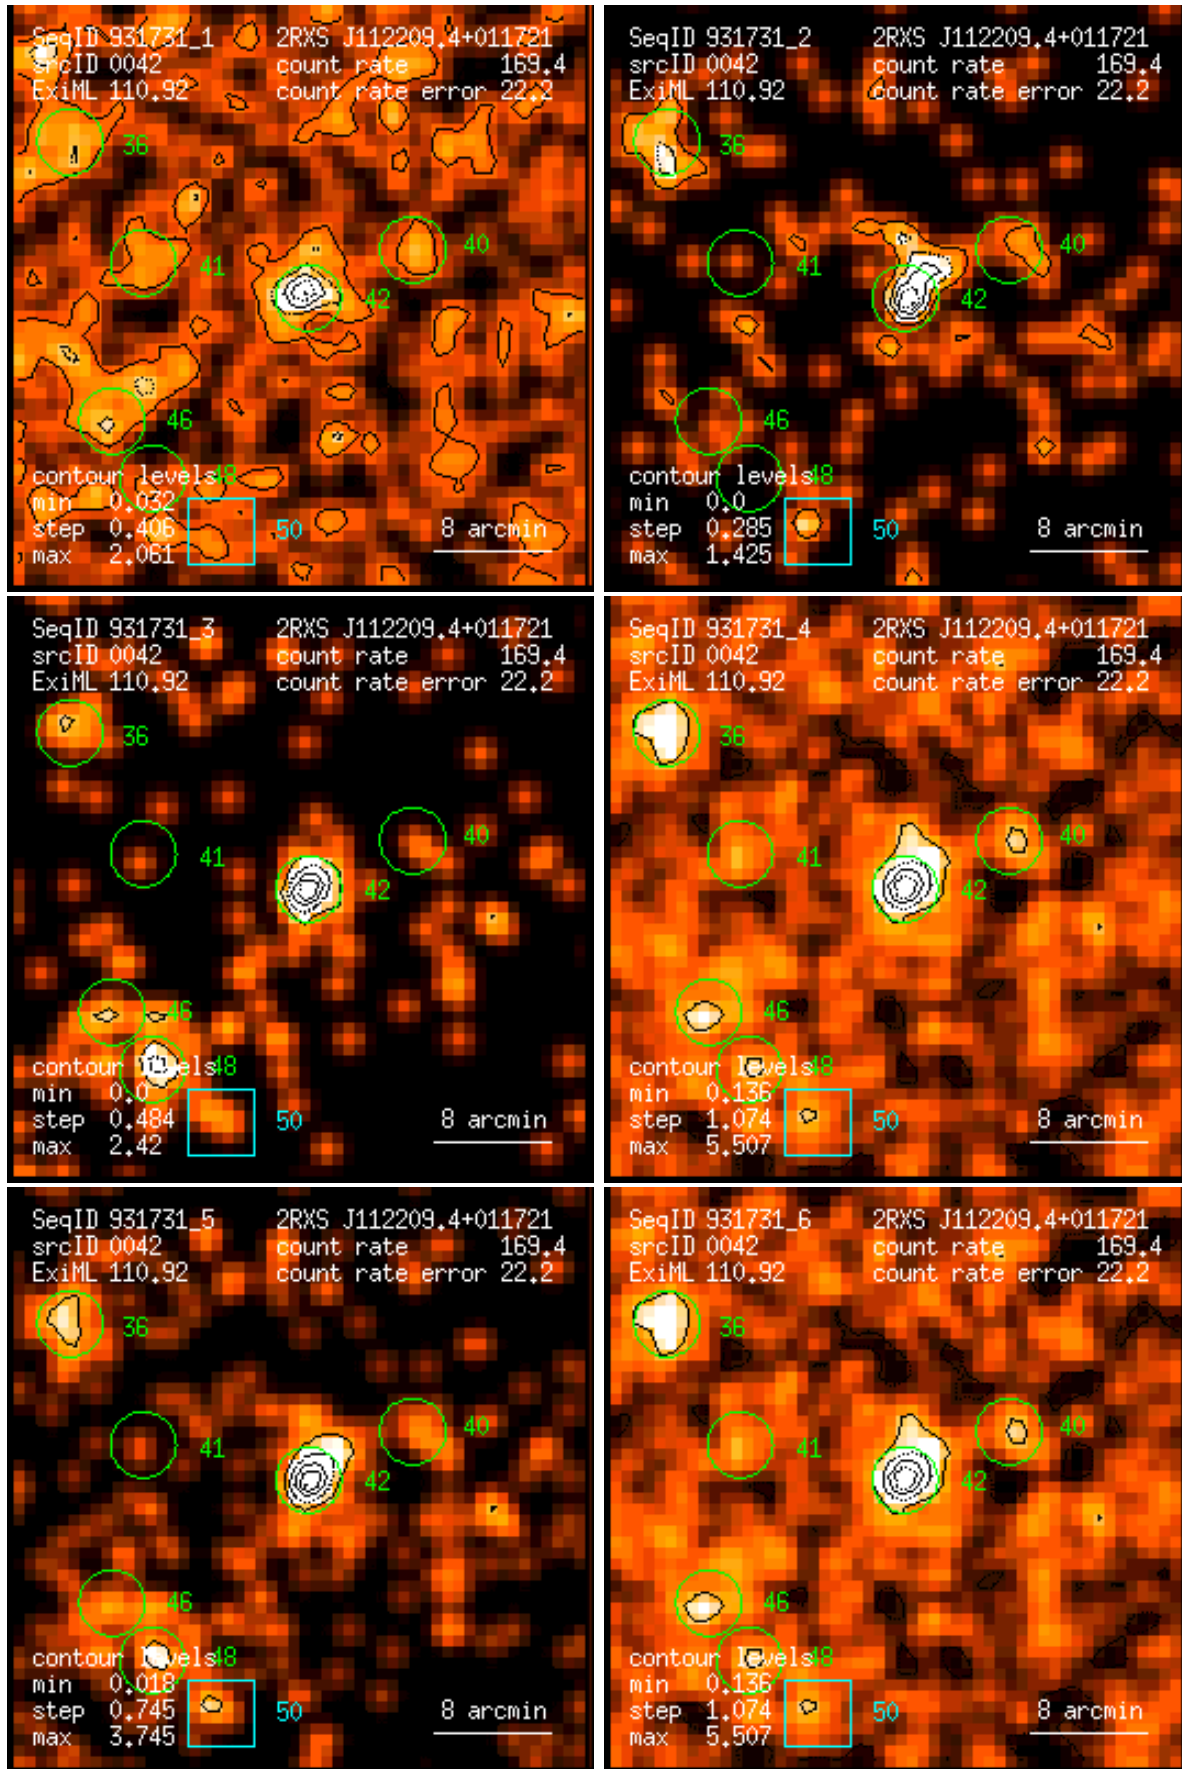 SeqID 931731_1 2RXS J112209.4+011721
srcID 0042 count rate 169.4
ExiML 110.92 count rate error 22.2
36
40
41
42
46
contour levels 48
min 0.032
step 0.406 50 8 arcmin
max 2.061
SeqID 931731_2 2RXS J112209.4+011721
srcID 0042 count rate 169.4
ExiML 110.92 count rate error 22.2
36
40
41
42
46
contour levels 48
min 0.0
step 0.285 50 8 arcmin
max 1.425
SeqID 931731_3 2RXS J112209.4+011721
srcID 0042 count rate 169.4
ExiML 110.92 count rate error 22.2
36
40
41
42
46
contour levels 48
min 0.0
step 0.484 50 8 arcmin
max 2.42
SeqID 931731_4 2RXS J112209.4+011721
srcID 0042 count rate 169.4
ExiML 110.92 count rate error 22.2
36
40
41
42
46
contour levels 48
min 0.136
step 1.074 50 8 arcmin
max 5.507
SeqID 931731_5 2RXS J112209.4+011721
srcID 0042 count rate 169.4
ExiML 110.92 count rate error 22.2
36
40
41
42
46
contour levels 48
min 0.018
step 0.745 50 8 arcmin
max 3.745
SeqID 931731_6 2RXS J112209.4+011721
srcID 0042 count rate 169.4
ExiML 110.92 count rate error 22.2
36
40
41
42
46
contour levels 48
min 0.136
step 1.074 50 8 arcmin
max 5.507